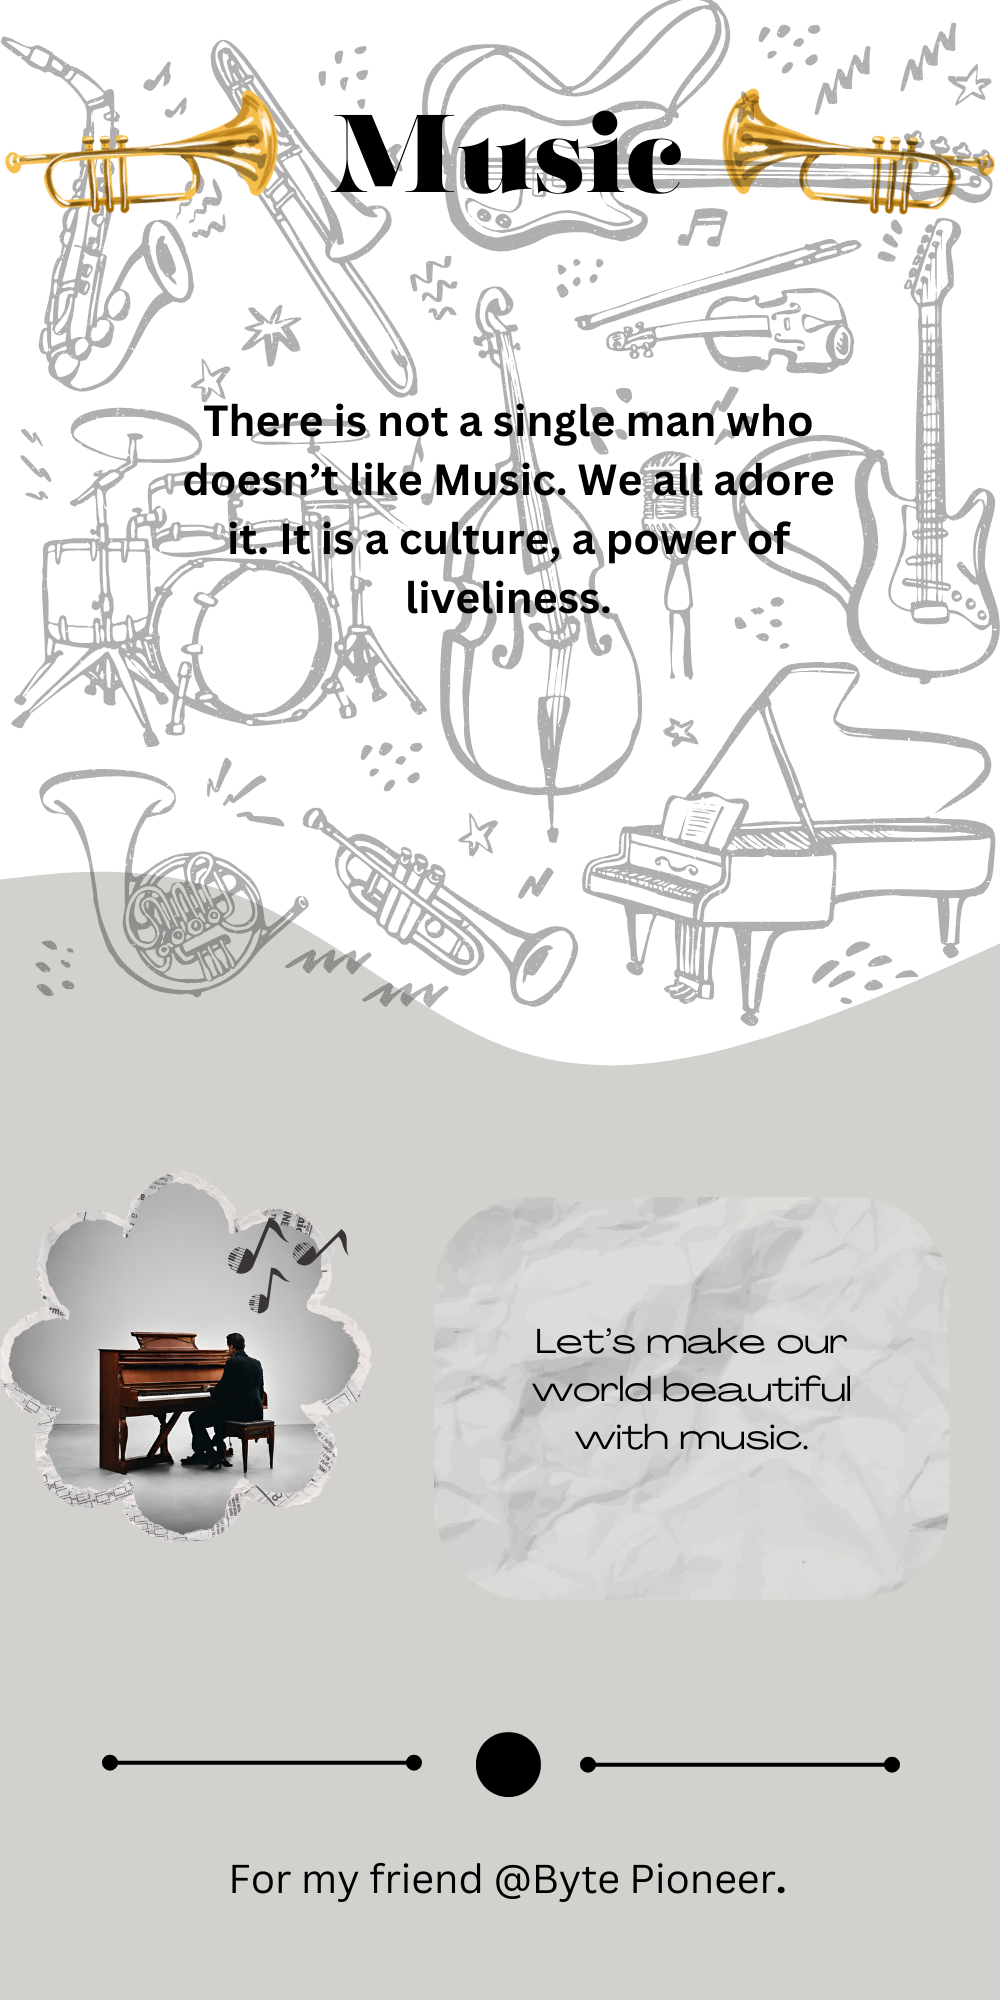 Music
There is not a single man who
doesn’t like Music. We all adore
it. It is a culture, a power of
liveliness.
Let’s make our
world beautiful
with music.
For my friend @Byte Pioneer.